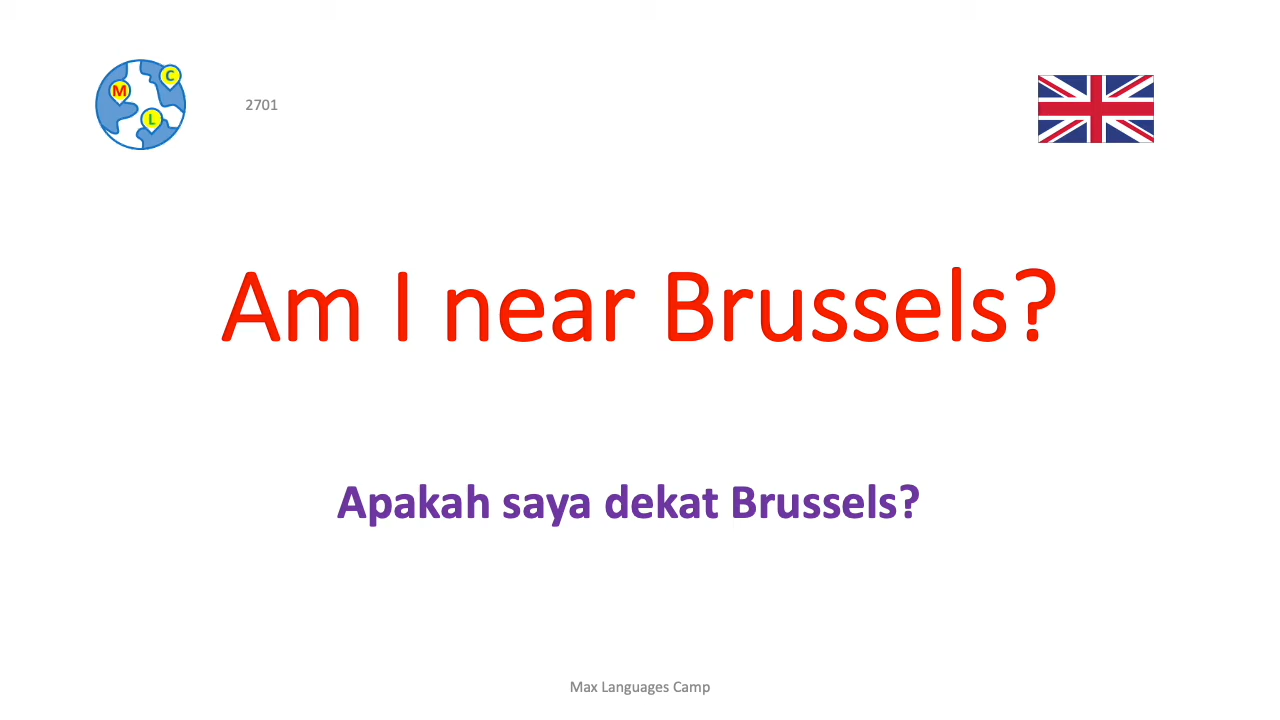 M
C
L
2701
Am I near Brussels?
Apakah saya dekat Brussels?
Max Languages Camp